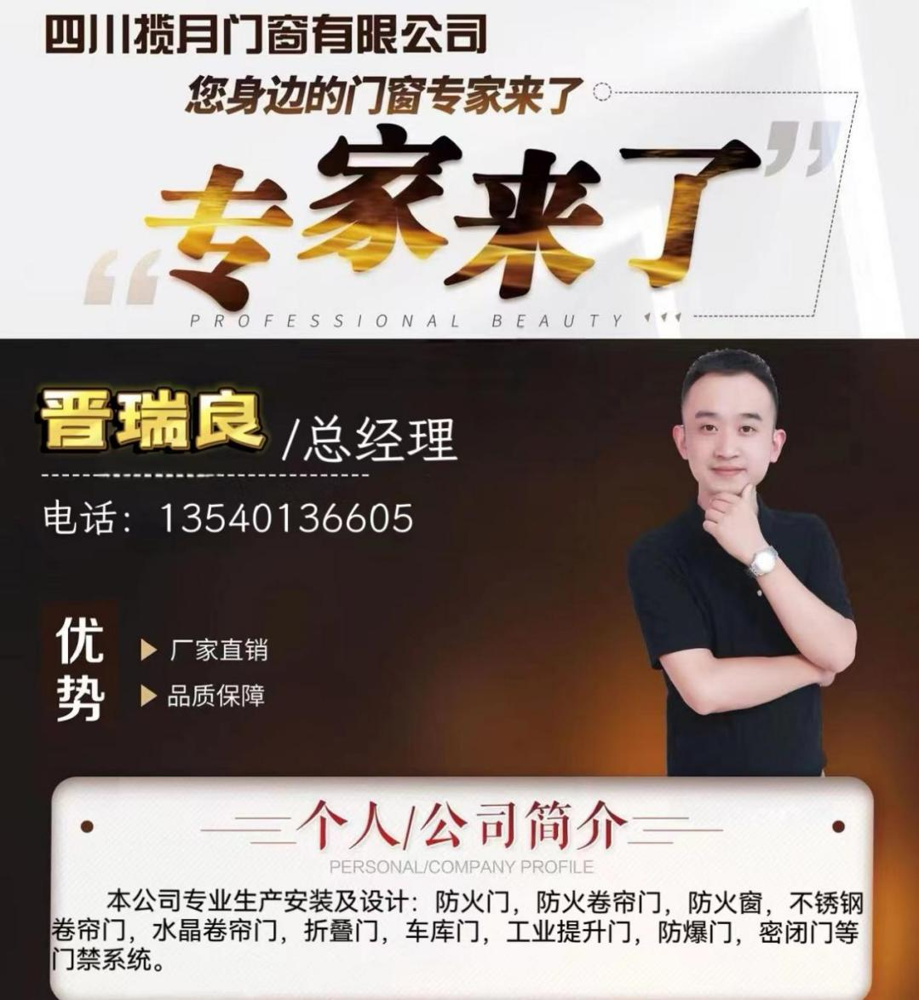 四川揽月门窗有限公司
您身边的门窗专家来了
专家来了
PROFESSIONAL BEAUTY
晋瑞良 /总经理
电话：13540136605
优势
厂家直销
品质保障
个人/公司简介
PERSONAL/COMPANY PROFILE
本公司专业生产安装及设计：防火门，防火卷帘门，防火窗，不锈钢
卷帘门，水晶卷帘门，折叠门，车库门，工业提升门，防爆门，密闭门等
门禁系统。